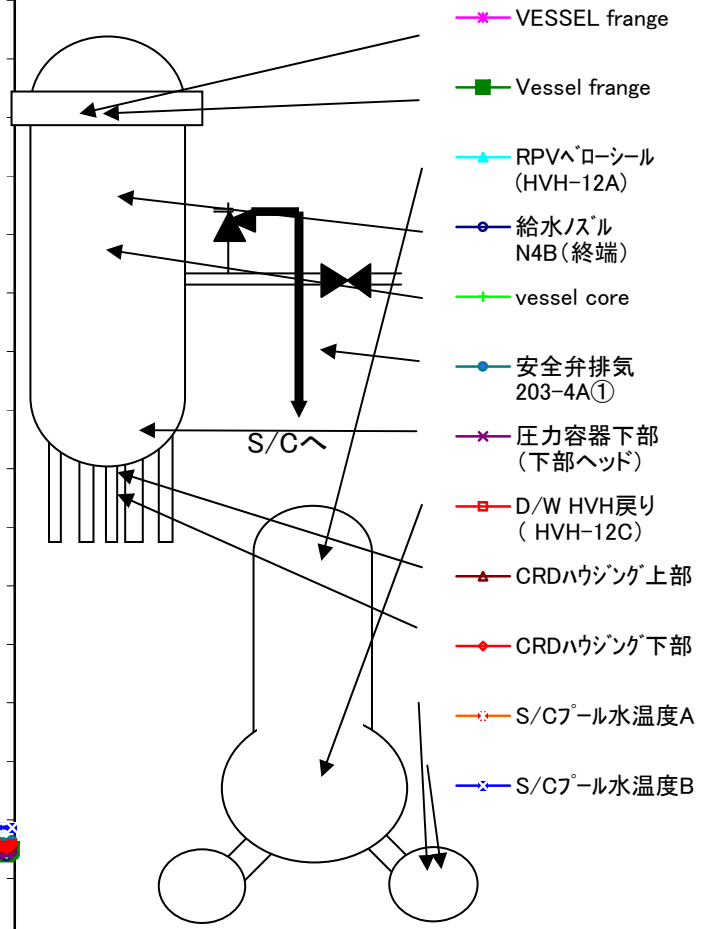 VESSEL frange
Vessel frange
RPVﾍﾞﾛｰｼｰﾙ
(HVH-12A)
給水ﾉｽﾞﾙ
N4B（終端）
vessel core
安全弁排気
203-4A①
圧力容器下部
(下部ヘッド)
D/W HVH戻り
( HVH-12C)
CRDﾊｳｼﾞﾝｸﾞ上部
CRDﾊｳｼﾞﾝｸﾞ下部
S/Cﾌﾟｰﾙ水温度A
S/Cﾌﾟｰﾙ水温度B
S/Cへ